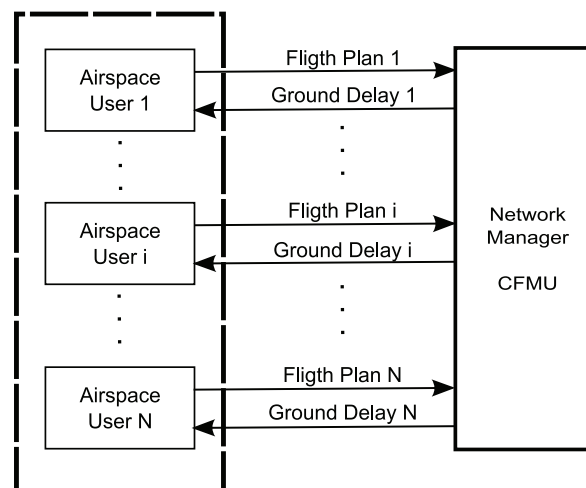 Airspace
User 1
Fligth Plan 1
Ground Delay 1
Airspace
User i
Fligth Plan i
Ground Delay i
Network
Manager
CFMU
Airspace
User N
Fligth Plan N
Ground Delay N